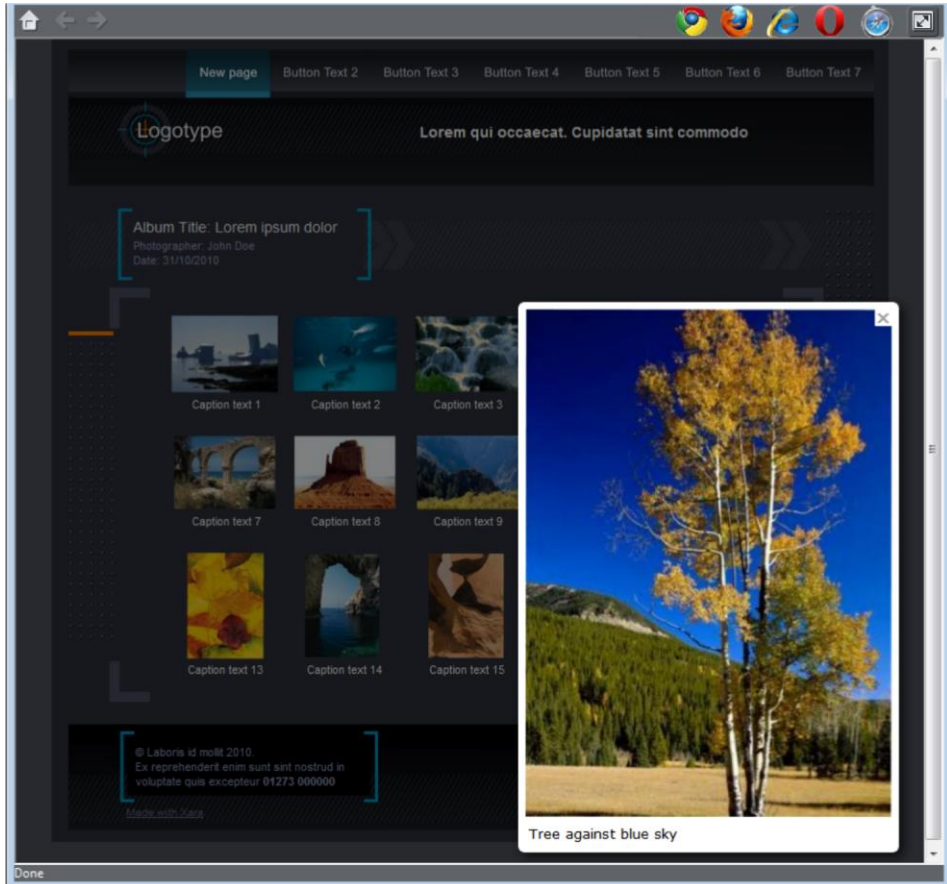 New page Button Text 2 Button Text 3 Button Text 4 Button Text 5 Button Text 6 Button Text 7
Logotype
Lorem qui occaecat. Cupidatat sint commodo
Album Title: Lorem ipsum dolor
Photographer: John Doe
Date: 31/10/2010
Caption text 1 Caption text 2 Caption text 3
Caption text 7 Caption text 8 Caption text 9
Caption text 13 Caption text 14 Caption text 15
© Laboris id mollit 2010.
Ex reprehenderit enim sunt sint nostrud in
voluptate quis excepteur 01273 000000
Made with Xara
Tree against blue sky
Done